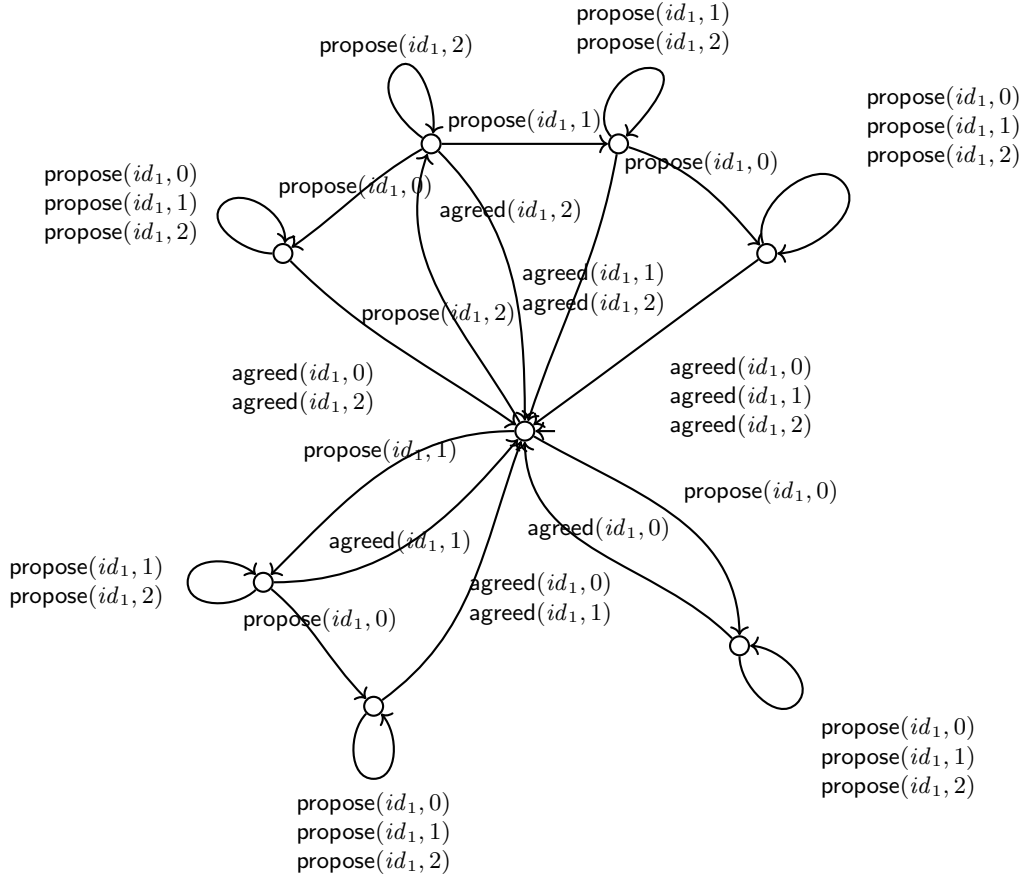 propose(id₁, 1)
propose(id₁, 2)
propose(id₁, 2)
propose(id₁, 0)
propose(id₁, 1)
propose(id₁, 2)
propose(id₁, 1)
propose(id₁, 0)
propose(id₁, 0)
propose(id₁, 1)
propose(id₁, 2)
propose(id₁, 0)
agreed(id₁, 2)
agreed(id₁, 1)
agreed(id₁, 2)
propose(id₁, 2)
agreed(id₁, 0)
agreed(id₁, 2)
agreed(id₁, 0)
agreed(id₁, 1)
agreed(id₁, 2)
propose(id₁, 1)
propose(id₁, 0)
agreed(id₁, 1)
agreed(id₁, 0)
propose(id₁, 1)
propose(id₁, 2)
agreed(id₁, 0)
agreed(id₁, 1)
propose(id₁, 0)
propose(id₁, 0)
propose(id₁, 1)
propose(id₁, 2)
propose(id₁, 0)
propose(id₁, 1)
propose(id₁, 2)